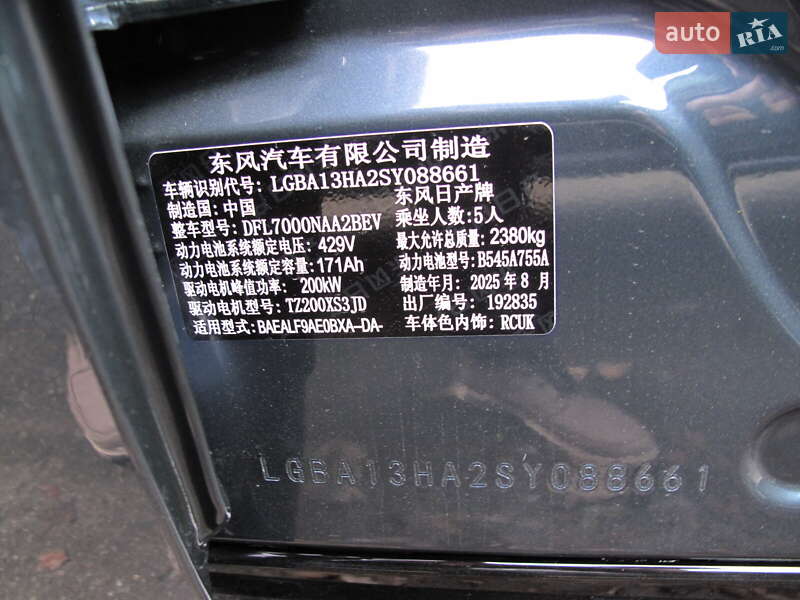 auto RIA .com
东风汽车有限公司制造
车辆识别代号: LGBA13HA2SY088661
制造国: 中国 东风日产牌
整车型号: DFL7000NAA2BEV 乘坐人数: 5人
动力电池系统额定电压: 429V 最大允许总质量: 2380kg
动力电池系统额定容量: 171Ah 动力电池型号: B545A755A
驱动电机峰值功率: 200kW 制造年月: 2025 年 8 月
驱动电机型号: TZ200XS3JD 出厂编号: 192835
适用型式: BAEALF9AE0BXA-DA- 车体色内饰: RCUK
LGBA13HA2SY088661